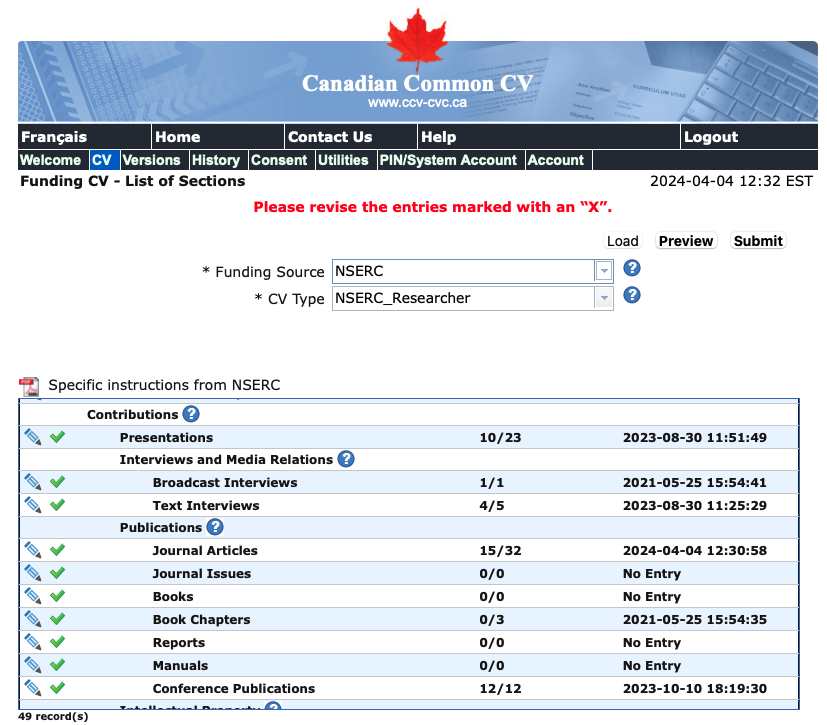 Canadian Common CV
www.ccv-cvc.ca
Français Home Contact Us Help Logout
Welcome CV Versions History Consent Utilities PIN/System Account Account
Funding CV - List of Sections 2024-04-04 12:32 EST
Please revise the entries marked with an “X”.
Load Preview Submit
* Funding Source NSERC
* CV Type NSERC_Researcher
Specific instructions from NSERC
Contributions
Presentations 10/23 2023-08-30 11:51:49
Interviews and Media Relations
Broadcast Interviews 1/1 2021-05-25 15:54:41
Text Interviews 4/5 2023-08-30 11:25:29
Publications
Journal Articles 15/32 2024-04-04 12:30:58
Journal Issues 0/0 No Entry
Books 0/0 No Entry
Book Chapters 0/3 2021-05-25 15:54:35
Reports 0/0 No Entry
Manuals 0/0 No Entry
Conference Publications 12/12 2023-10-10 18:19:30
Intellectual Property
49 record(s)